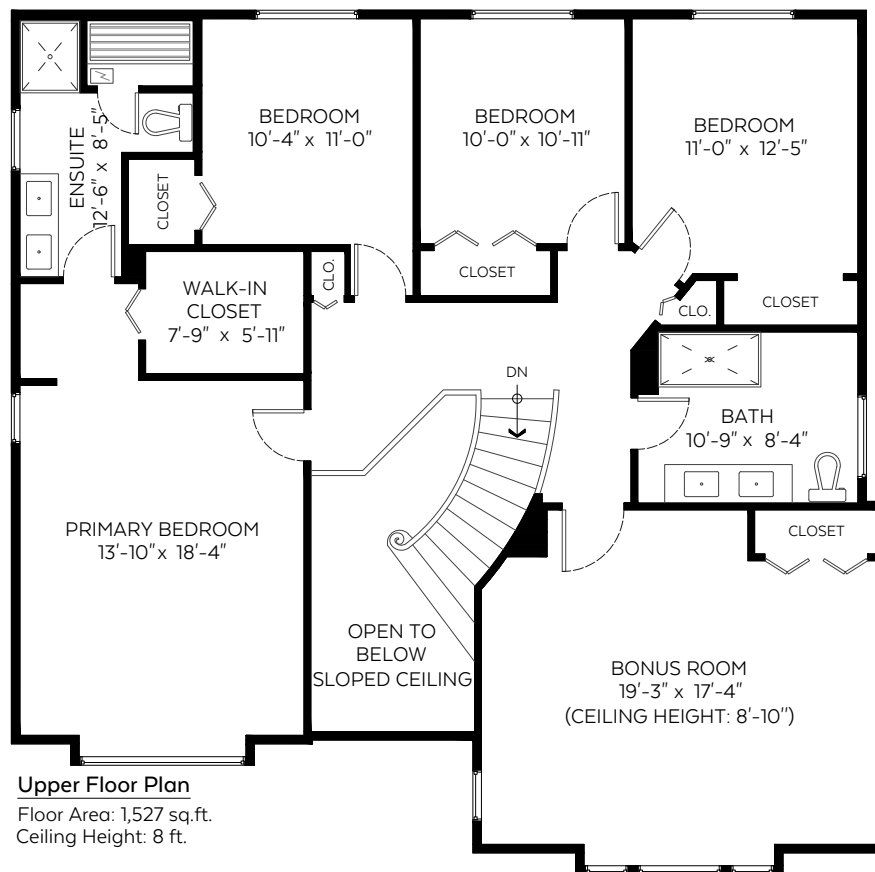 BEDROOM
10'-4" x 11'-0"
BEDROOM
10'-0" x 10'-11"
BEDROOM
11'-0" x 12'-5"
ENSUITE
12'-6" x 8'-5"
CLOSET
WALK-IN
CLOSET
7'-9" x 5'-11"
CLO.
CLOSET
CLO.
CLOSET
DN
BATH
10'-9" x 8'-4"
PRIMARY BEDROOM
13'-10" x 18'-4"
CLOSET
OPEN TO
BELOW
SLOPED CEILING
BONUS ROOM
19'-3" x 17'-4"
(CEILING HEIGHT: 8'-10")
Upper Floor Plan
Floor Area: 1,527 sq.ft.
Ceiling Height: 8 ft.